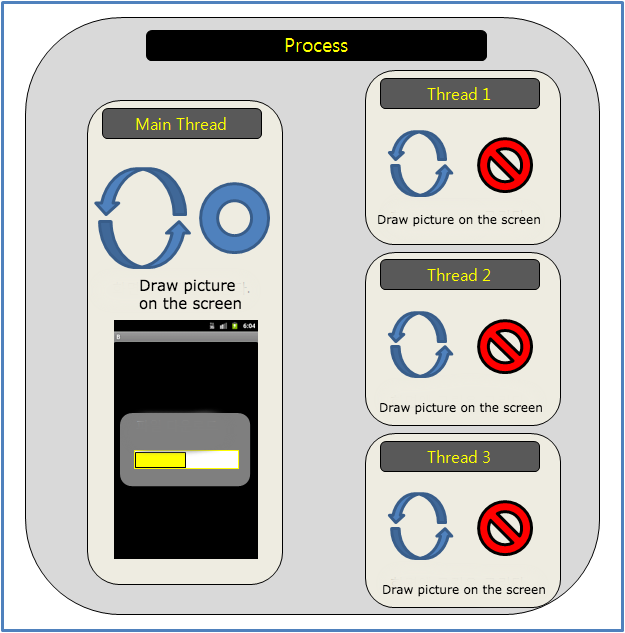 Process
Main Thread
Draw picture
on the screen
6:04
B
Thread 1
Draw picture on the screen
Thread 2
Draw picture on the screen
Thread 3
Draw picture on the screen